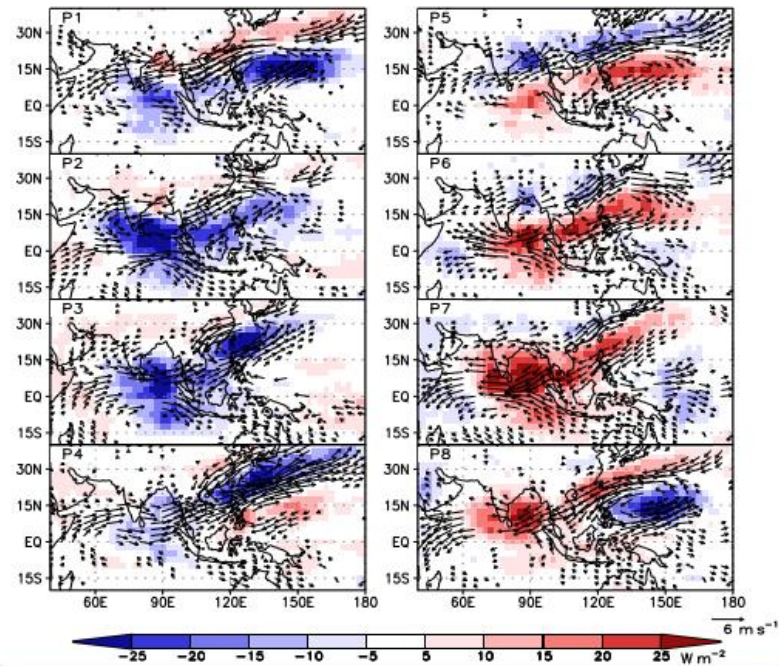 P1 P5
30N 30N
15N 15N
EQ EQ
15S 15S
P2 P6
30N 30N
15N 15N
EQ EQ
15S 15S
P3 P7
30N 30N
15N 15N
EQ EQ
15S 15S
P4 P8
30N 30N
15N 15N
EQ EQ
15S 15S
60E 90E 120E 150E 180 60E 90E 120E 150E 180
6 m s⁻¹
−25 −20 −15 −10 −5 5 10 15 20 25 W m⁻²